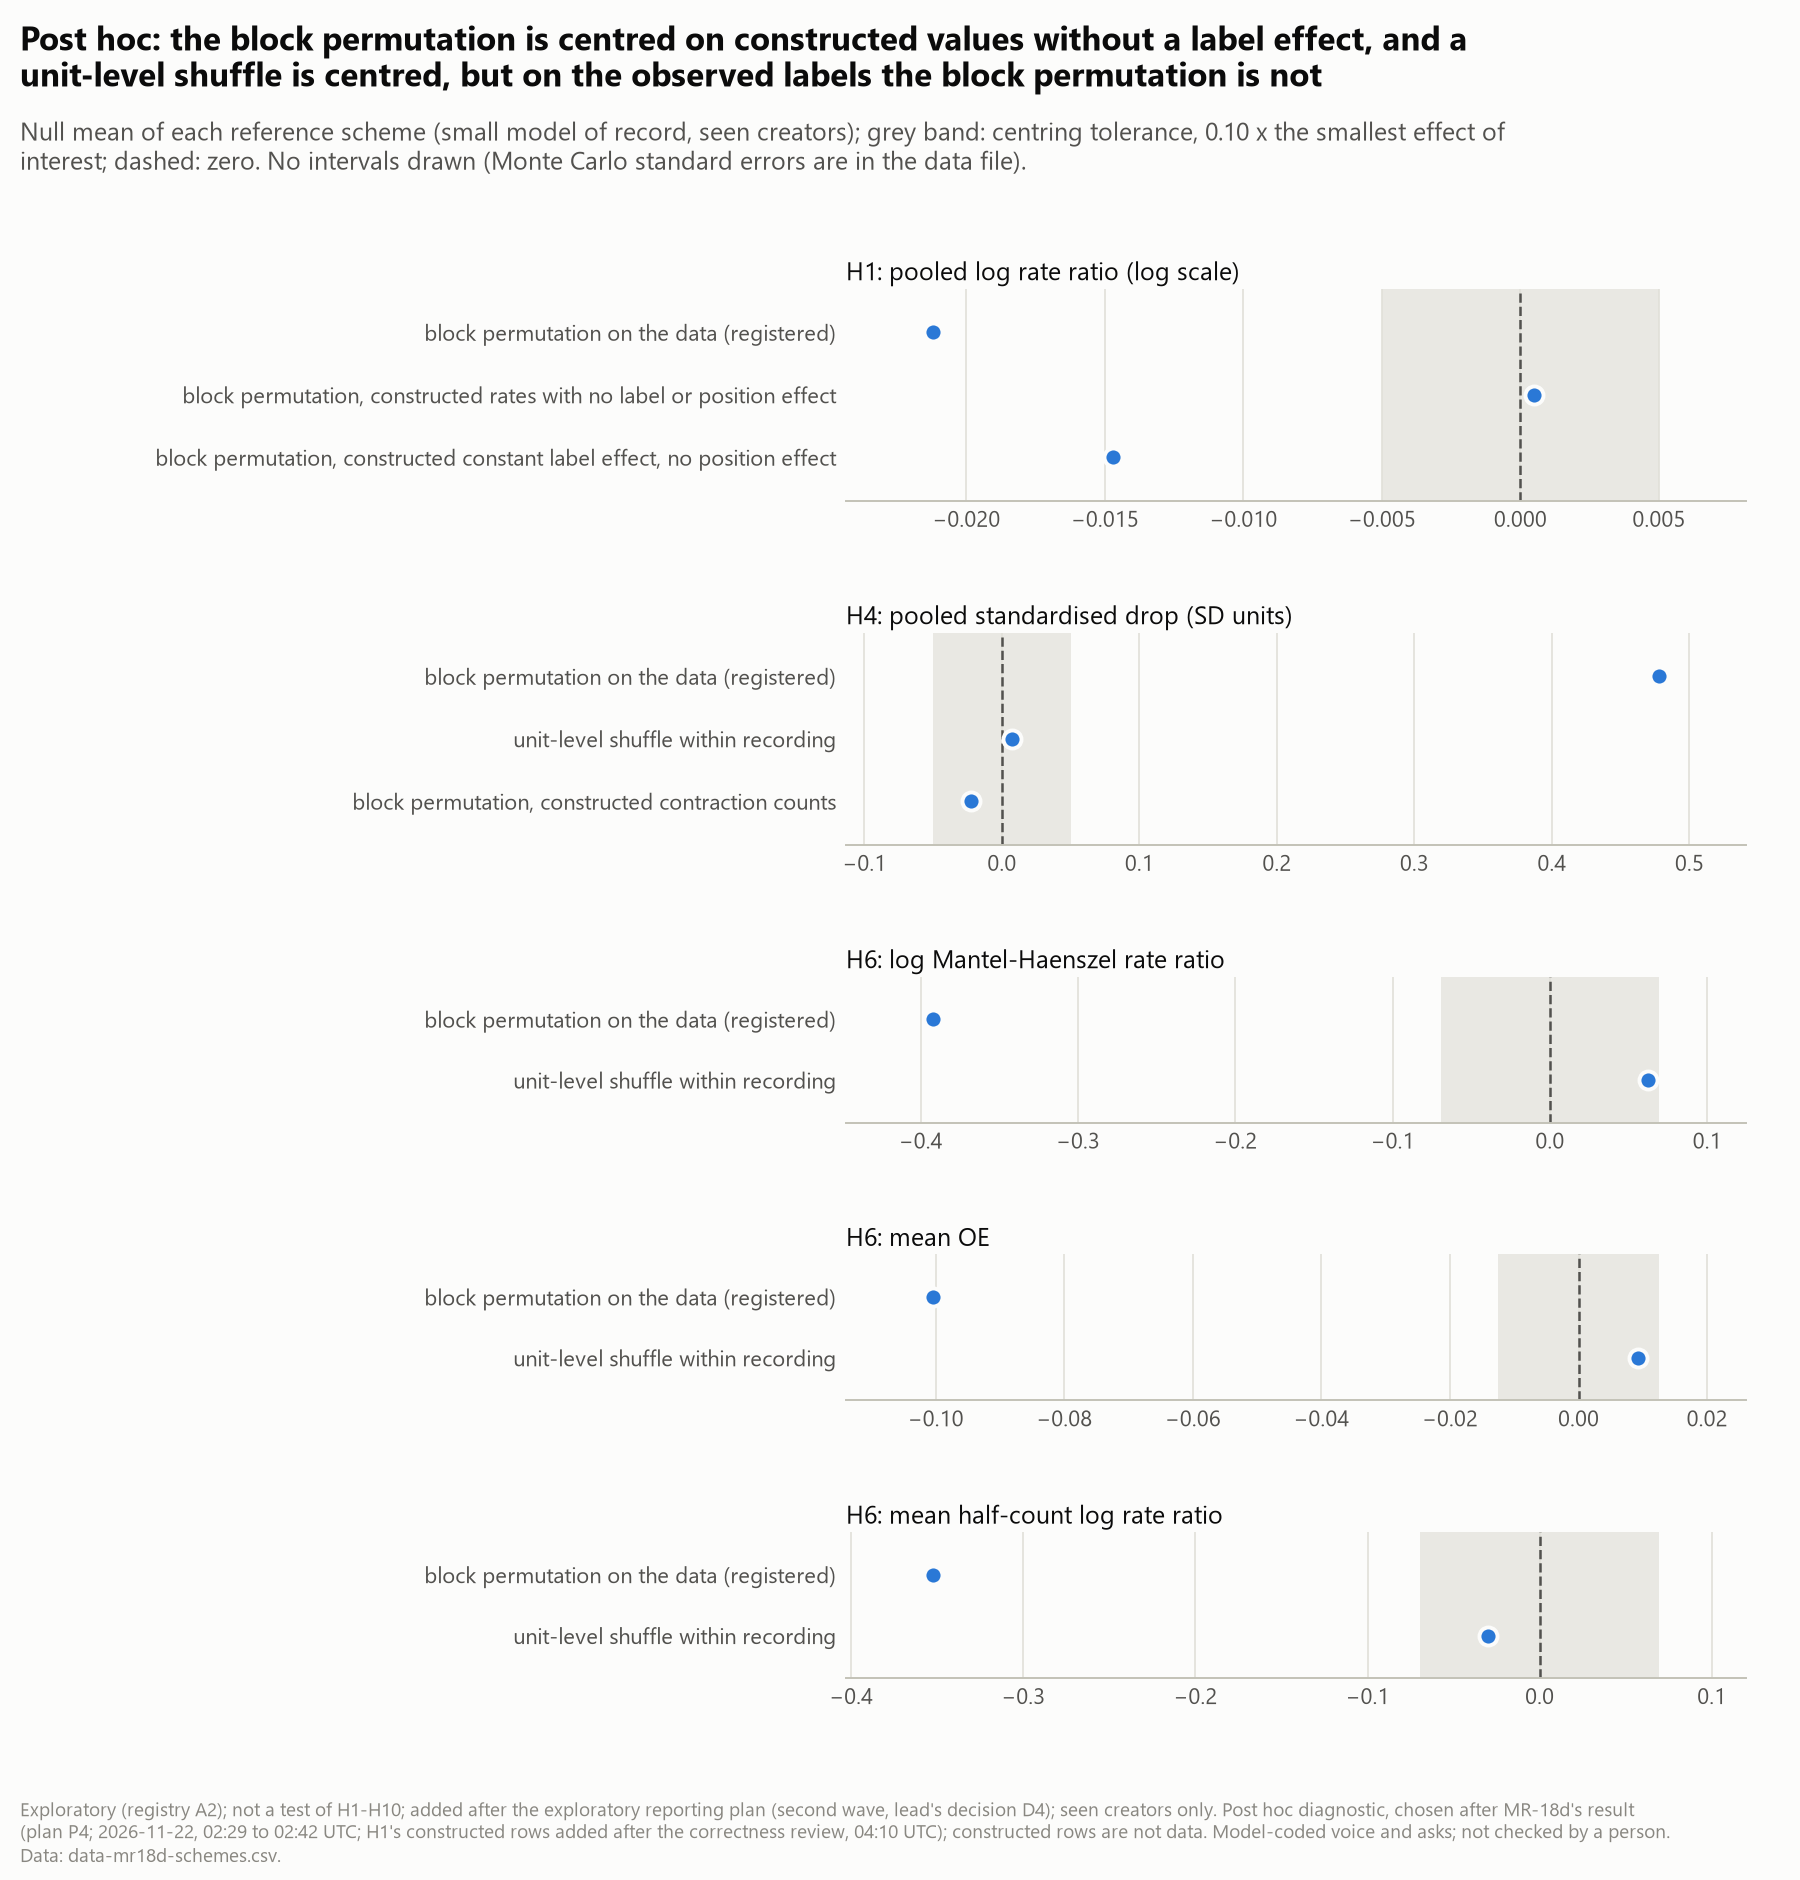 Post hoc: the block permutation is centred on constructed values without a label effect, and a
unit-level shuffle is centred, but on the observed labels the block permutation is not
Null mean of each reference scheme (small model of record, seen creators); grey band: centring tolerance, 0.10 x the smallest effect of
interest; dashed: zero. No intervals drawn (Monte Carlo standard errors are in the data file).
H1: pooled log rate ratio (log scale)
block permutation on the data (registered)
block permutation, constructed rates with no label or position effect
block permutation, constructed constant label effect, no position effect
−0.020 −0.015 −0.010 −0.005 0.000 0.005
H4: pooled standardised drop (SD units)
block permutation on the data (registered)
unit-level shuffle within recording
block permutation, constructed contraction counts
−0.1 0.0 0.1 0.2 0.3 0.4 0.5
H6: log Mantel-Haenszel rate ratio
block permutation on the data (registered)
unit-level shuffle within recording
−0.4 −0.3 −0.2 −0.1 0.0 0.1
H6: mean OE
block permutation on the data (registered)
unit-level shuffle within recording
−0.10 −0.08 −0.06 −0.04 −0.02 0.00 0.02
H6: mean half-count log rate ratio
block permutation on the data (registered)
unit-level shuffle within recording
−0.4 −0.3 −0.2 −0.1 0.0 0.1
Exploratory (registry A2); not a test of H1-H10; added after the exploratory reporting plan (second wave, lead's decision D4); seen creators only. Post hoc diagnostic, chosen after MR-18d's result
(plan P4; 2026-11-22, 02:29 to 02:42 UTC; H1's constructed rows added after the correctness review, 04:10 UTC); constructed rows are not data. Model-coded voice and asks; not checked by a person.
Data: data-mr18d-schemes.csv.